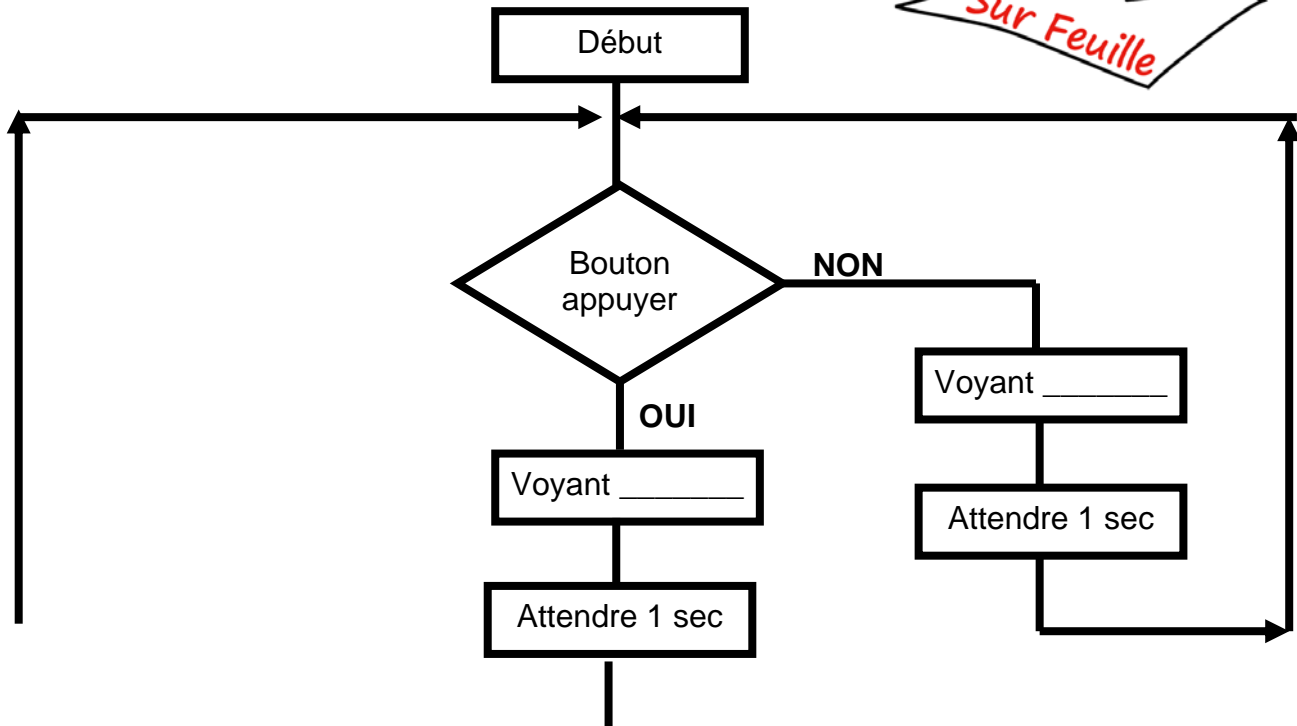 Sur Feuille
Début
Bouton
appuyer
NON
OUI
Voyant _______
Attendre 1 sec
Voyant _______
Attendre 1 sec